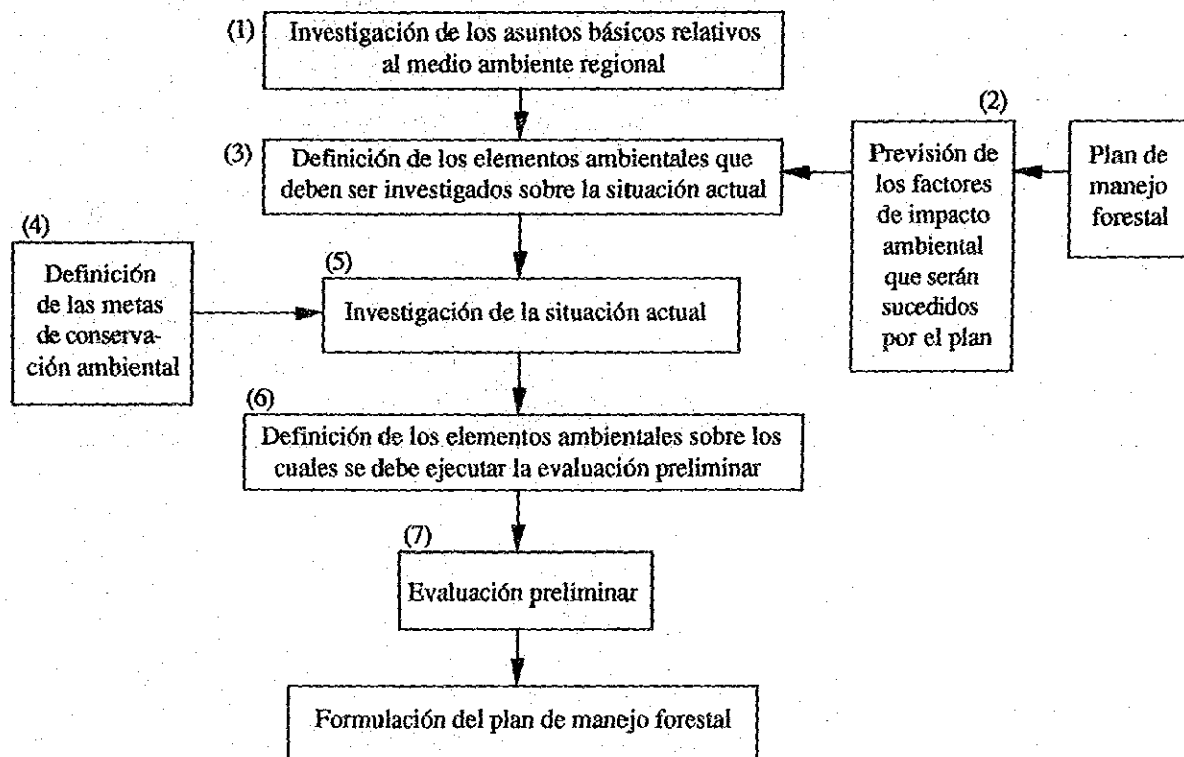 (1)
Investigación de los asuntos básicos relativos
al medio ambiente regional
(2)
Previsión de
los factores
de impacto
ambiental
que serán
sucedidos
por el plan
Plan de
manejo
forestal
(3)
Definición de los elementos ambientales que
deben ser investigados sobre la situación actual
(4)
Definición
de las metas
de conserva-
ción ambiental
(5)
Investigación de la situación actual
(6)
Definición de los elementos ambientales sobre los
cuales se debe ejecutar la evaluación preliminar
(7)
Evaluación preliminar
Formulación del plan de manejo forestal